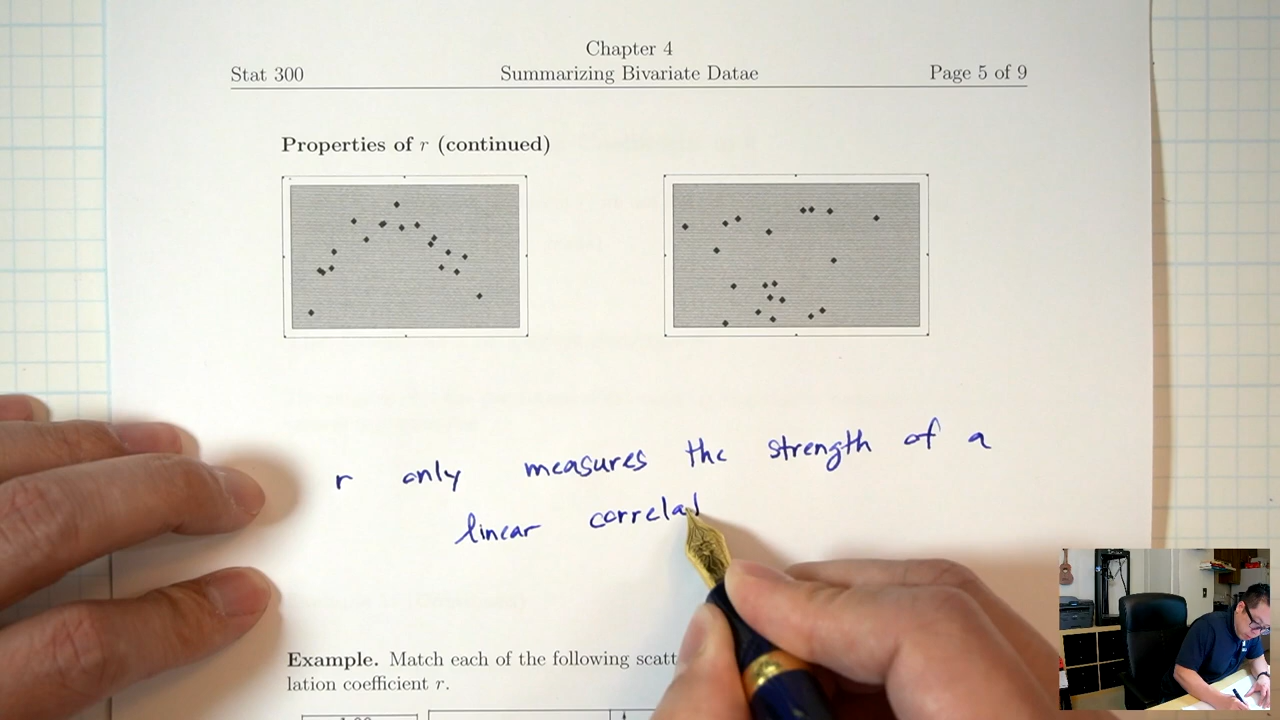 Chapter 4
Stat 300 Summarizing Bivariate Datae Page 5 of 9
Properties of r (continued)
r only measures the strength of a
linear correlat
Example. Match each of the following scatt
lation coefficient r.